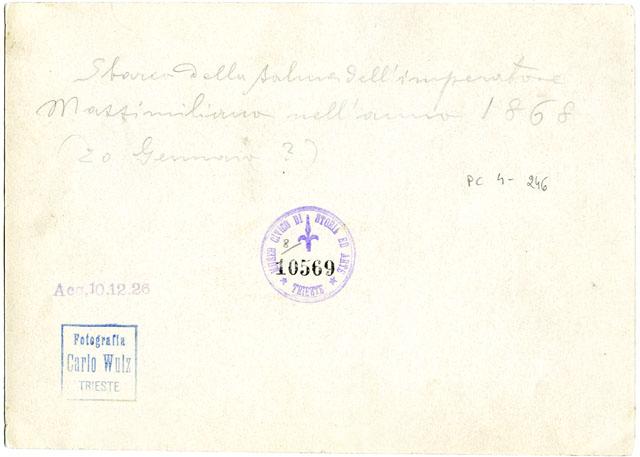 Sbarco della salma dell'imperatore
Massimiliano nell'anno 1868
(20 Gennaio ?)
PC 4- 246
MUSEO CIVICO DI STORIA ED ARTE
8
10569
* TRIESTE *
Acq. 10.12.26
Fotografia
Carlo Wulz
TRIESTE